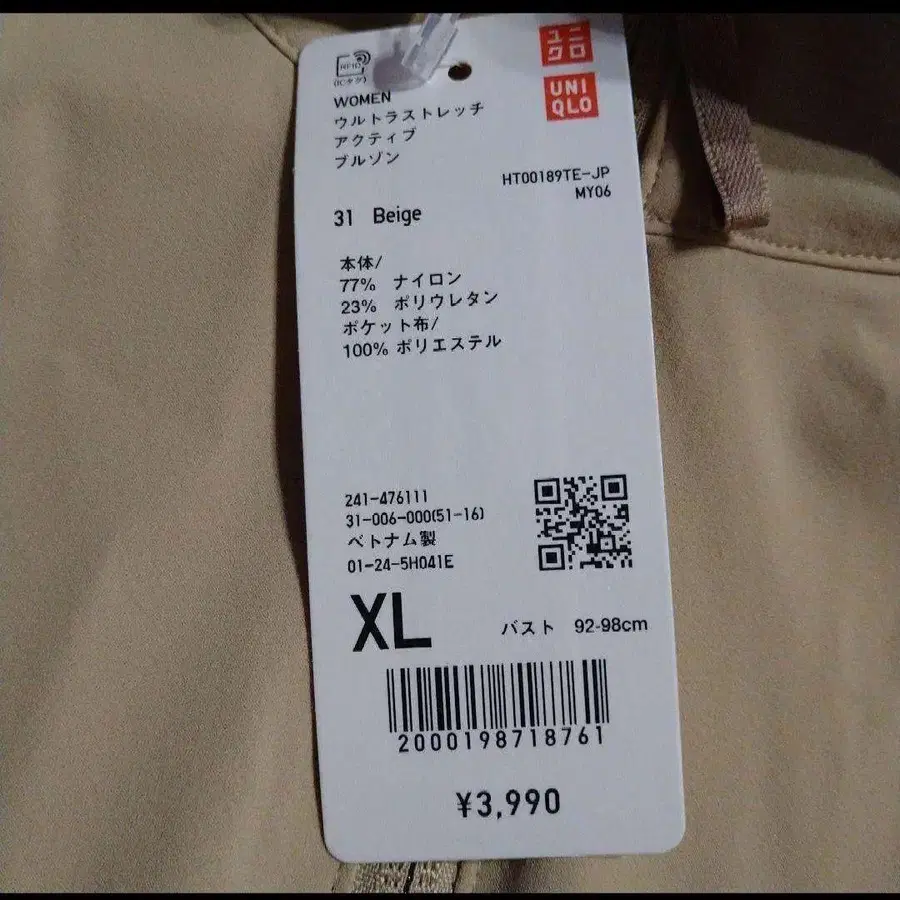 RFID
(ICタグ)
ユニ
クロ
UNI
QLO
WOMEN
ウルトラストレッチ
アクティブ
ブルゾン
HT00189TE-JP
MY06
31 Beige
本体/
77% ナイロン
23% ポリウレタン
ポケット布/
100% ポリエステル
241-476111
31-006-000(51-16)
ベトナム製
01-24-5H041E
XL
バスト 92-98cm
2000198718761
¥3,990